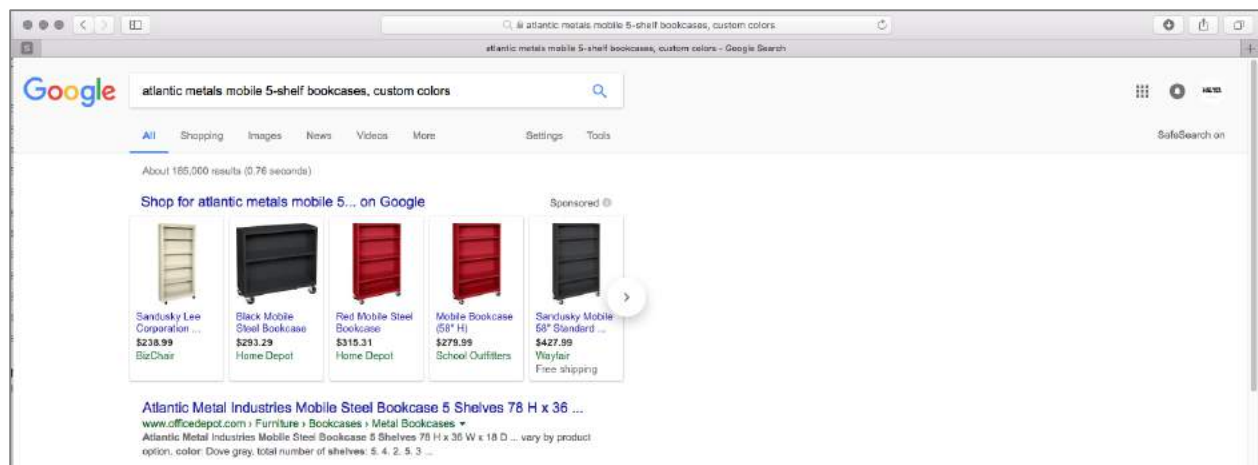 atlantic metals mobile 5-shelf bookcases, custom colors
atlantic metals mobile 5-shelf bookcases, custom colors - Google Search
Google
atlantic metals mobile 5-shelf bookcases, custom colors
All Shopping Images News Videos More Settings Tools
SafeSearch on
About 185,000 results (0.76 seconds)
Shop for atlantic metals mobile 5... on Google
Sponsored
Sandusky Lee
Corporation ...
$238.99
BizChair
Black Mobile
Steel Bookcase
$293.29
Home Depot
Red Mobile Steel
Bookcase
$315.31
Home Depot
Mobile Bookcase
(58" H)
$279.99
School Outfitters
Sandusky Mobile
58" Standard ...
$427.99
Wayfair
Free shipping
Atlantic Metal Industries Mobile Steel Bookcase 5 Shelves 78 H x 36 ...
www.officedepot.com › Furniture › Bookcases › Metal Bookcases
Atlantic Metal Industries Mobile Steel Bookcase 5 Shelves 78 H x 36 W x 18 D ... vary by product
option. color: Dove gray. total number of shelves: 5. 4. 2. 5. 3 ...